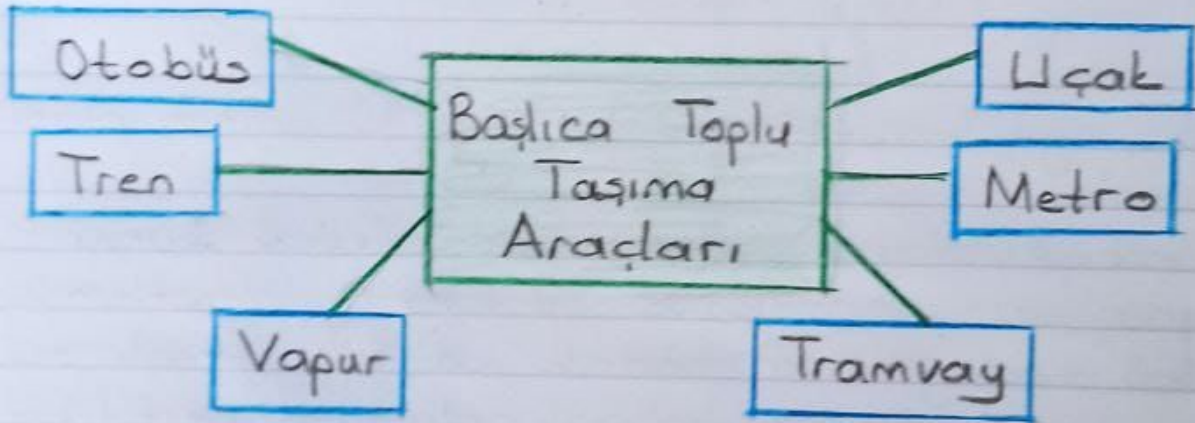 Otobüs
Tren
Vapur
Başlıca Toplu
Taşıma
Araçları
Uçak
Metro
Tramvay